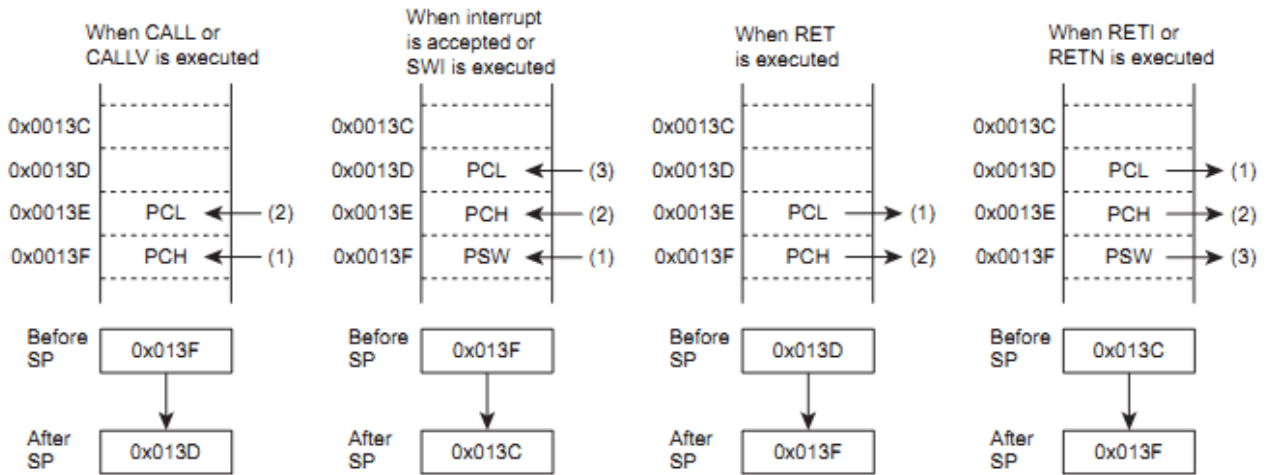 When CALL or
CALLV is executed
0x0013C
0x0013D
0x0013E PCL (2)
0x0013F PCH (1)
Before
SP
0x013F
After
SP
0x013D
When interrupt
is accepted or
SWI is executed
0x0013C
0x0013D PCL (3)
0x0013E PCH (2)
0x0013F PSW (1)
Before
SP
0x013F
After
SP
0x013C
When RET
is executed
0x0013C
0x0013D
0x0013E PCL (1)
0x0013F PCH (2)
Before
SP
0x013D
After
SP
0x013F
When RETI or
RETN is executed
0x0013C
0x0013D PCL (1)
0x0013E PCH (2)
0x0013F PSW (3)
Before
SP
0x013C
After
SP
0x013F